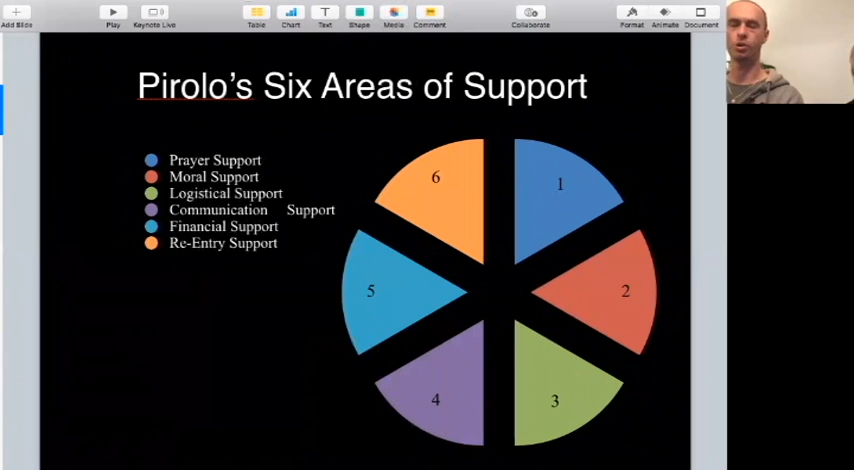 Add Slide
Play
Keynote Live
Table
Chart
Text
Shape
Media
Comment
Collaborate
Format
Animate
Document
Pirolo's Six Areas of Support
Prayer Support
Moral Support
Logistical Support
Communication Support
Financial Support
Re-Entry Support
6
1
5
2
4
3